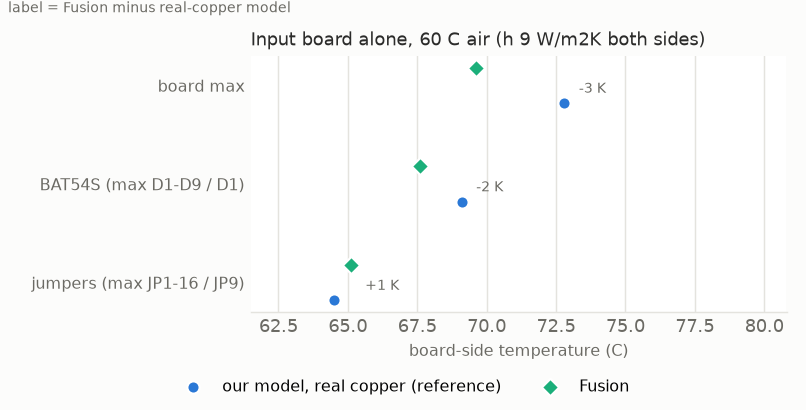 label = Fusion minus real-copper model
Input board alone, 60 C air (h 9 W/m2K both sides)
board max
-3 K
BAT54S (max D1-D9 / D1)
-2 K
jumpers (max JP1-16 / JP9)
+1 K
62.5 65.0 67.5 70.0 72.5 75.0 77.5 80.0
board-side temperature (C)
our model, real copper (reference) Fusion